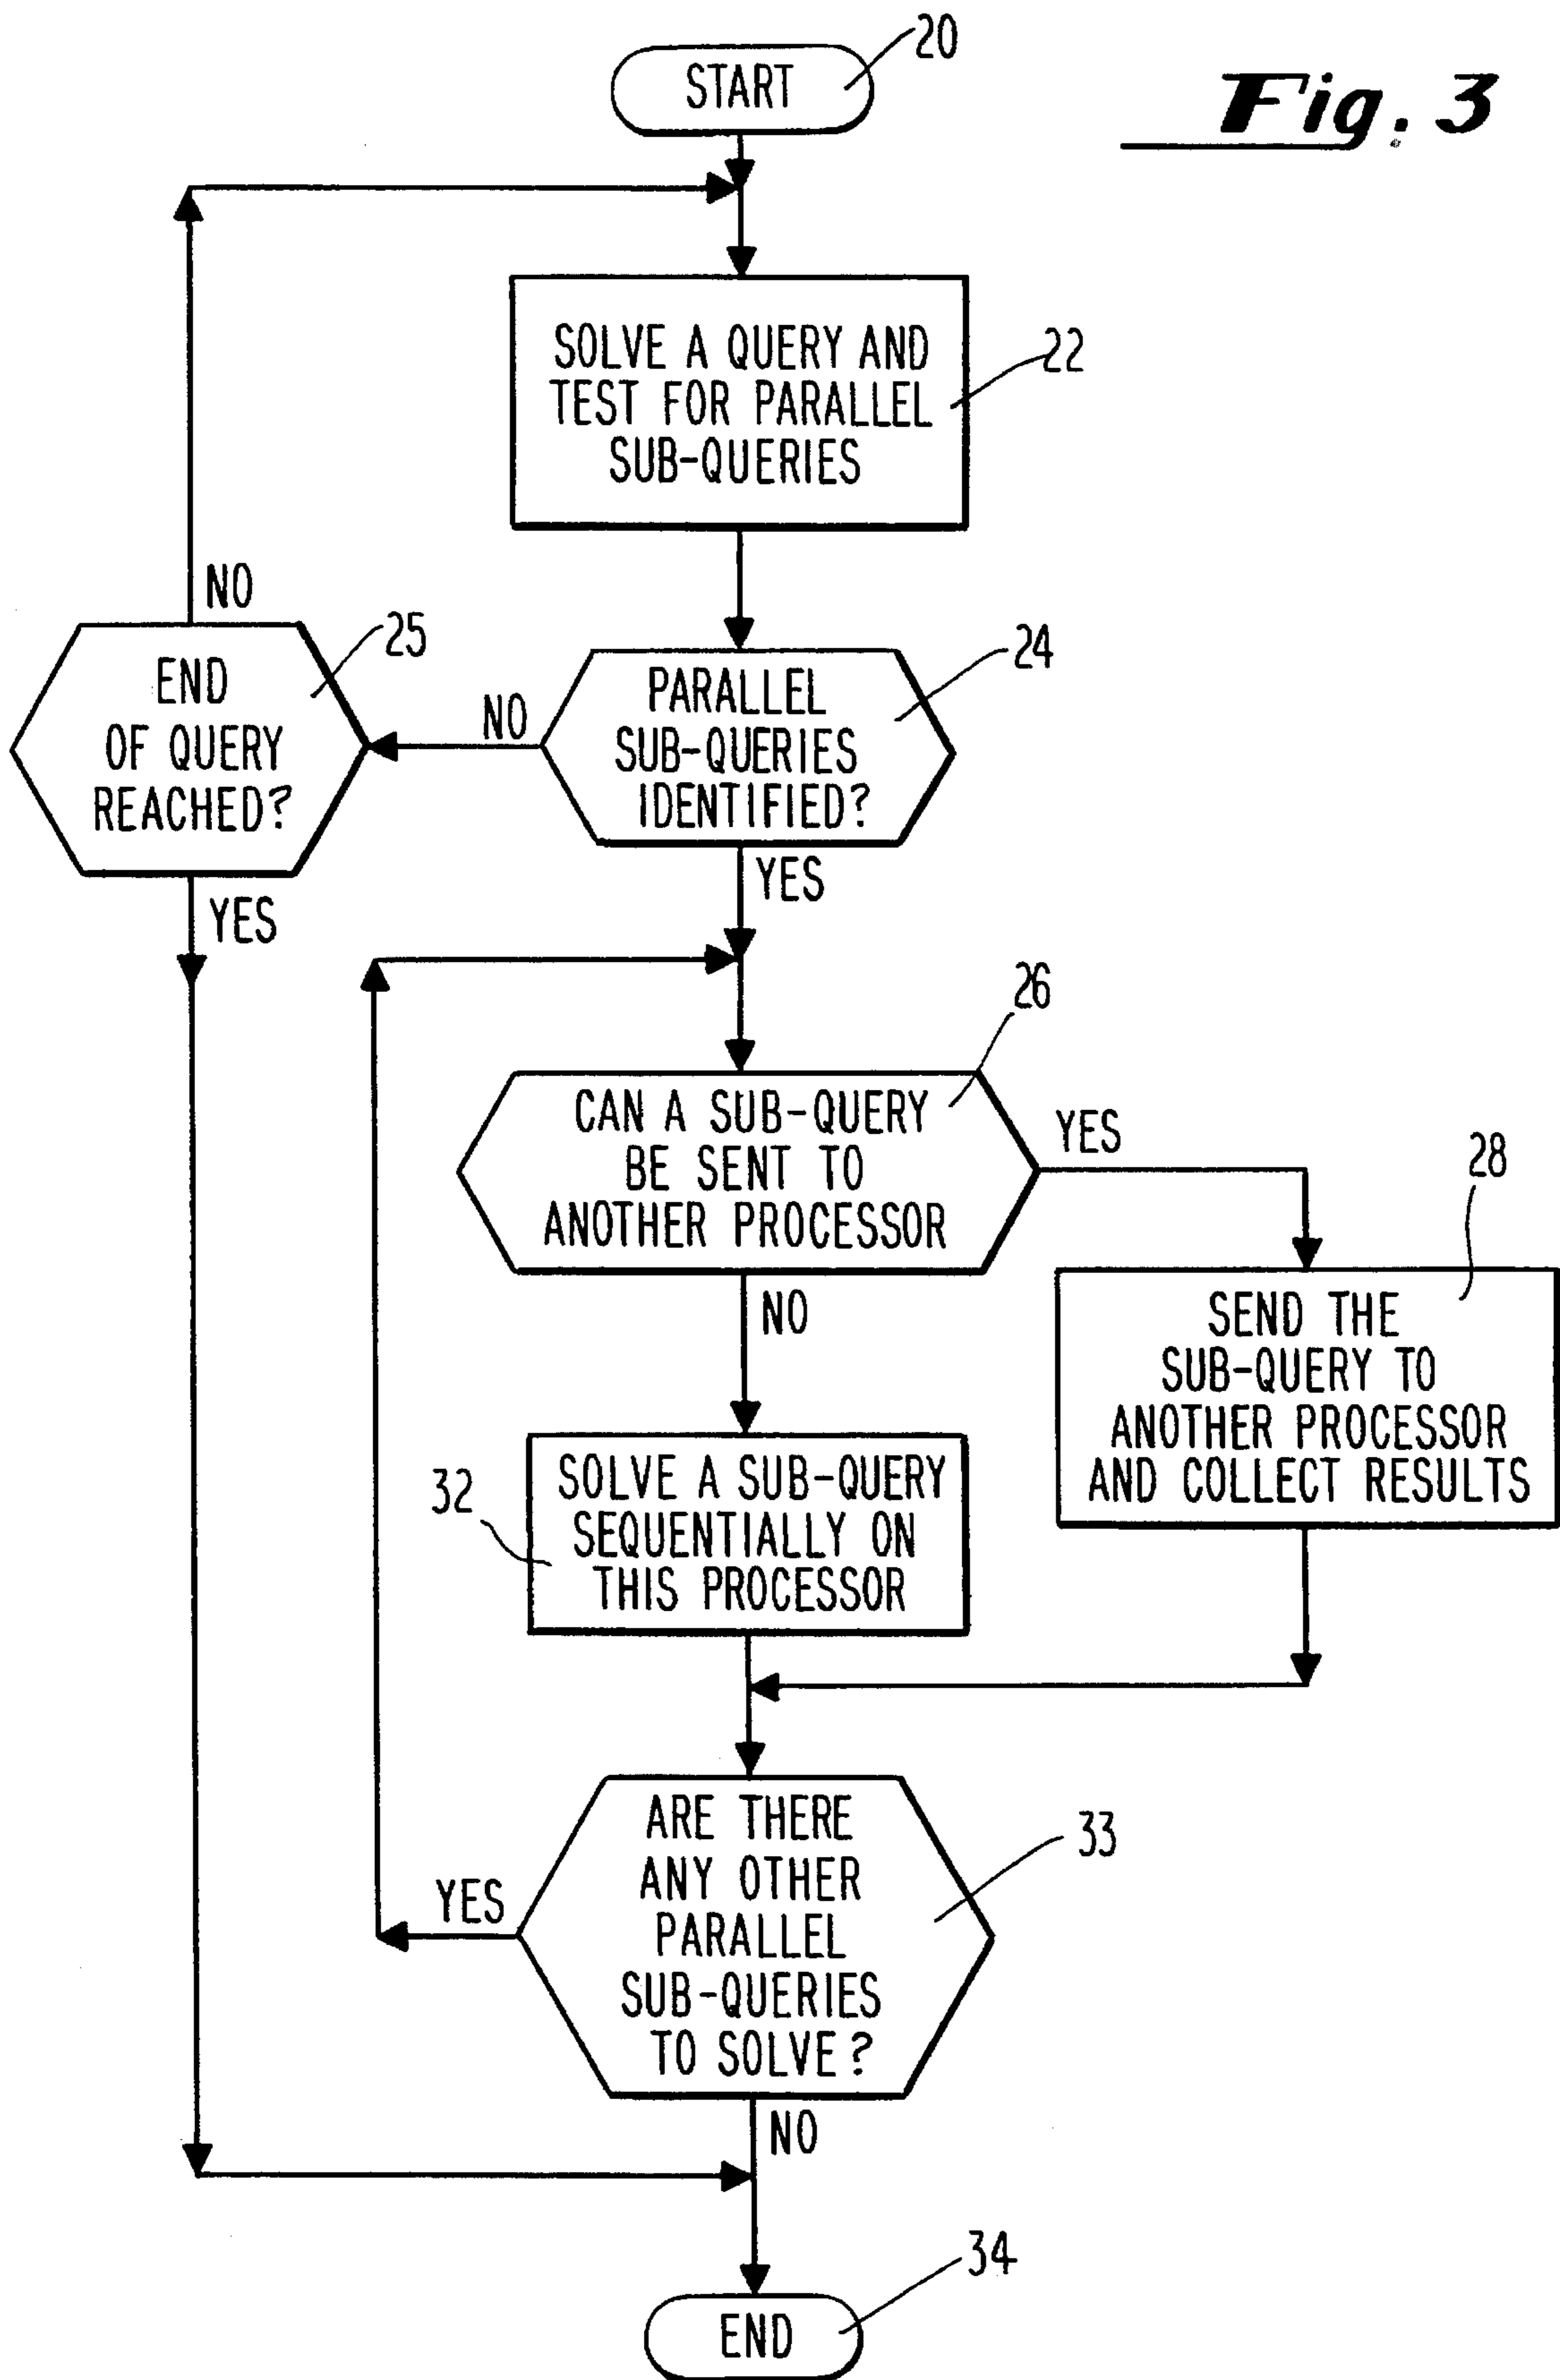 Fig. 3
20
START
SOLVE A QUERY AND
TEST FOR PARALLEL
SUB-QUERIES
22
NO
25
END
OF QUERY
REACHED?
YES
NO
24
PARALLEL
SUB-QUERIES
IDENTIFIED?
YES
26
CAN A SUB-QUERY
BE SENT TO
ANOTHER PROCESSOR
YES
28
NO
SEND THE
SUB-QUERY TO
ANOTHER PROCESSOR
AND COLLECT RESULTS
32
SOLVE A SUB-QUERY
SEQUENTIALLY ON
THIS PROCESSOR
33
ARE THERE
ANY OTHER
PARALLEL
SUB-QUERIES
TO SOLVE?
YES
NO
34
END